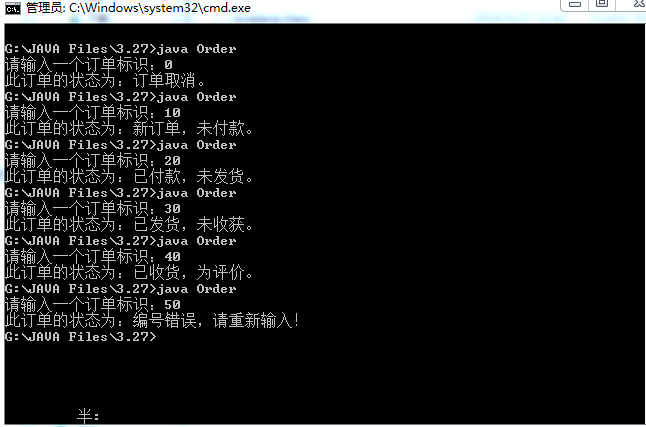 管理员: C:\Windows\system32\cmd.exe
G:\JAVA Files\3.27>java Order
请输入一个订单标识：0
此订单的状态为：订单取消。
G:\JAVA Files\3.27>java Order
请输入一个订单标识：10
此订单的状态为：新订单，未付款。
G:\JAVA Files\3.27>java Order
请输入一个订单标识：20
此订单的状态为：已付款，未发货。
G:\JAVA Files\3.27>java Order
请输入一个订单标识：30
此订单的状态为：已发货，未收获。
G:\JAVA Files\3.27>java Order
请输入一个订单标识：40
此订单的状态为：已收货，为评价。
G:\JAVA Files\3.27>java Order
请输入一个订单标识：50
此订单的状态为：编号错误，请重新输入！
G:\JAVA Files\3.27>
半：